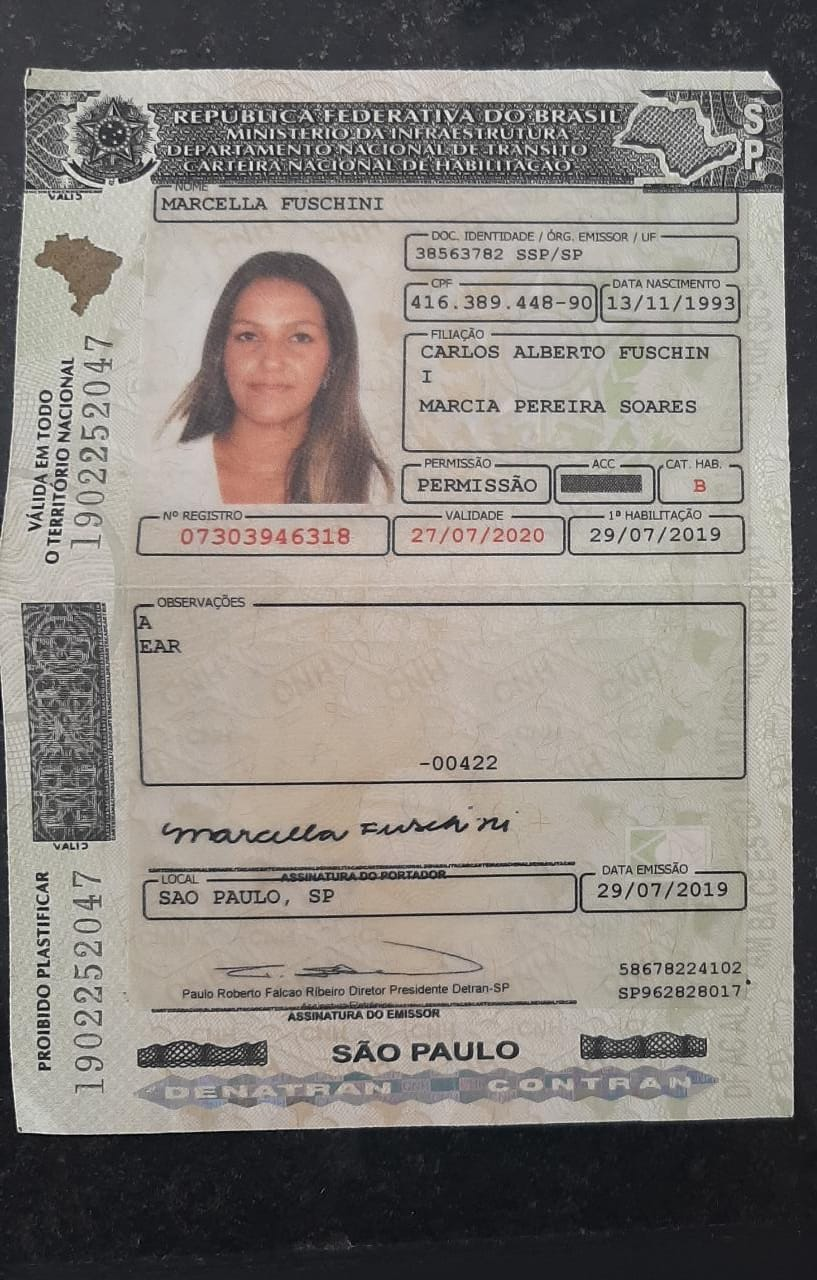 REPÚBLICA FEDERATIVA DO BRASIL
MINISTÉRIO DA INFRAESTRUTURA
DEPARTAMENTO NACIONAL DE TRÂNSITO
CARTEIRA NACIONAL DE HABILITAÇÃO
SP
NOME
MARCELLA FUSCHINI
DOC. IDENTIDADE / ÓRG. EMISSOR / UF
38563782 SSP/SP
CPF
416.389.448-90
DATA NASCIMENTO
13/11/1993
FILIAÇÃO
CARLOS ALBERTO FUSCHIN
I
MARCIA PEREIRA SOARES
PERMISSÃO
PERMISSÃO
ACC
CAT. HAB.
B
Nº REGISTRO
07303946318
VALIDADE
27/07/2020
1ª HABILITAÇÃO
29/07/2019
VÁLIDA EM TODO
O TERRITÓRIO NACIONAL
1902252047
OBSERVAÇÕES
A
EAR
-00422
Marcella Fuschini
ASSINATURA DO PORTADOR
LOCAL
SAO PAULO, SP
DATA EMISSÃO
29/07/2019
PROIBIDO PLASTIFICAR
1902252047
58678224102
SP962828017
Paulo Roberto Falcao Ribeiro Diretor Presidente Detran-SP
ASSINATURA DO EMISSOR
SÃO PAULO
DENATRAN CONTRAN